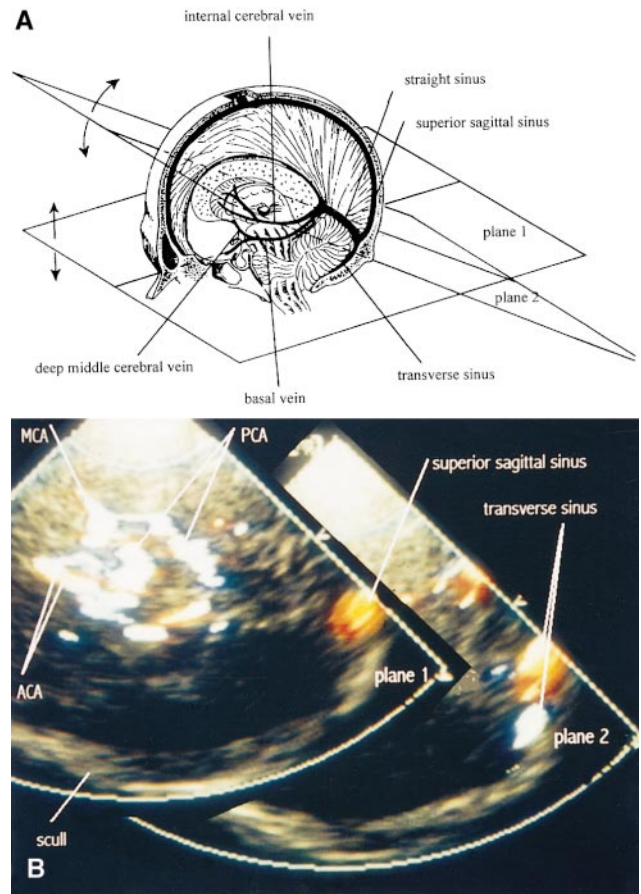 A
internal cerebral vein
straight sinus
superior sagittal sinus
plane 1
plane 2
deep middle cerebral vein
transverse sinus
basal vein
MCA
PCA
superior sagittal sinus
transverse sinus
ACA
plane 1
plane 2
scull
B